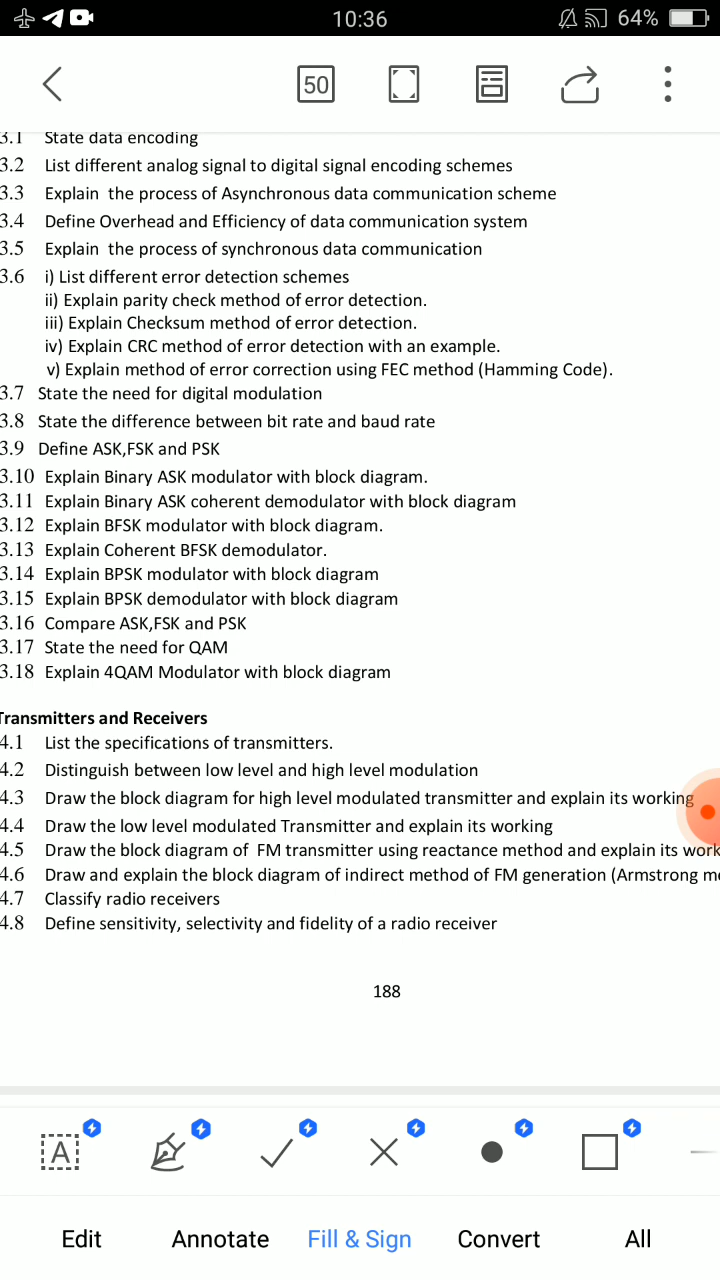 10:36
64%
50
3.1 State data encoding
3.2 List different analog signal to digital signal encoding schemes
3.3 Explain the process of Asynchronous data communication scheme
3.4 Define Overhead and Efficiency of data communication system
3.5 Explain the process of synchronous data communication
3.6 i) List different error detection schemes
ii) Explain parity check method of error detection.
iii) Explain Checksum method of error detection.
iv) Explain CRC method of error detection with an example.
v) Explain method of error correction using FEC method (Hamming Code).
3.7 State the need for digital modulation
3.8 State the difference between bit rate and baud rate
3.9 Define ASK,FSK and PSK
3.10 Explain Binary ASK modulator with block diagram.
3.11 Explain Binary ASK coherent demodulator with block diagram
3.12 Explain BFSK modulator with block diagram.
3.13 Explain Coherent BFSK demodulator.
3.14 Explain BPSK modulator with block diagram
3.15 Explain BPSK demodulator with block diagram
3.16 Compare ASK,FSK and PSK
3.17 State the need for QAM
3.18 Explain 4QAM Modulator with block diagram
Transmitters and Receivers
4.1 List the specifications of transmitters.
4.2 Distinguish between low level and high level modulation
4.3 Draw the block diagram for high level modulated transmitter and explain its working
4.4 Draw the low level modulated Transmitter and explain its working
4.5 Draw the block diagram of FM transmitter using reactance method and explain its work
4.6 Draw and explain the block diagram of indirect method of FM generation (Armstrong
4.7 Classify radio receivers
4.8 Define sensitivity, selectivity and fidelity of a radio receiver
188
A
Edit Annotate Fill & Sign Convert All